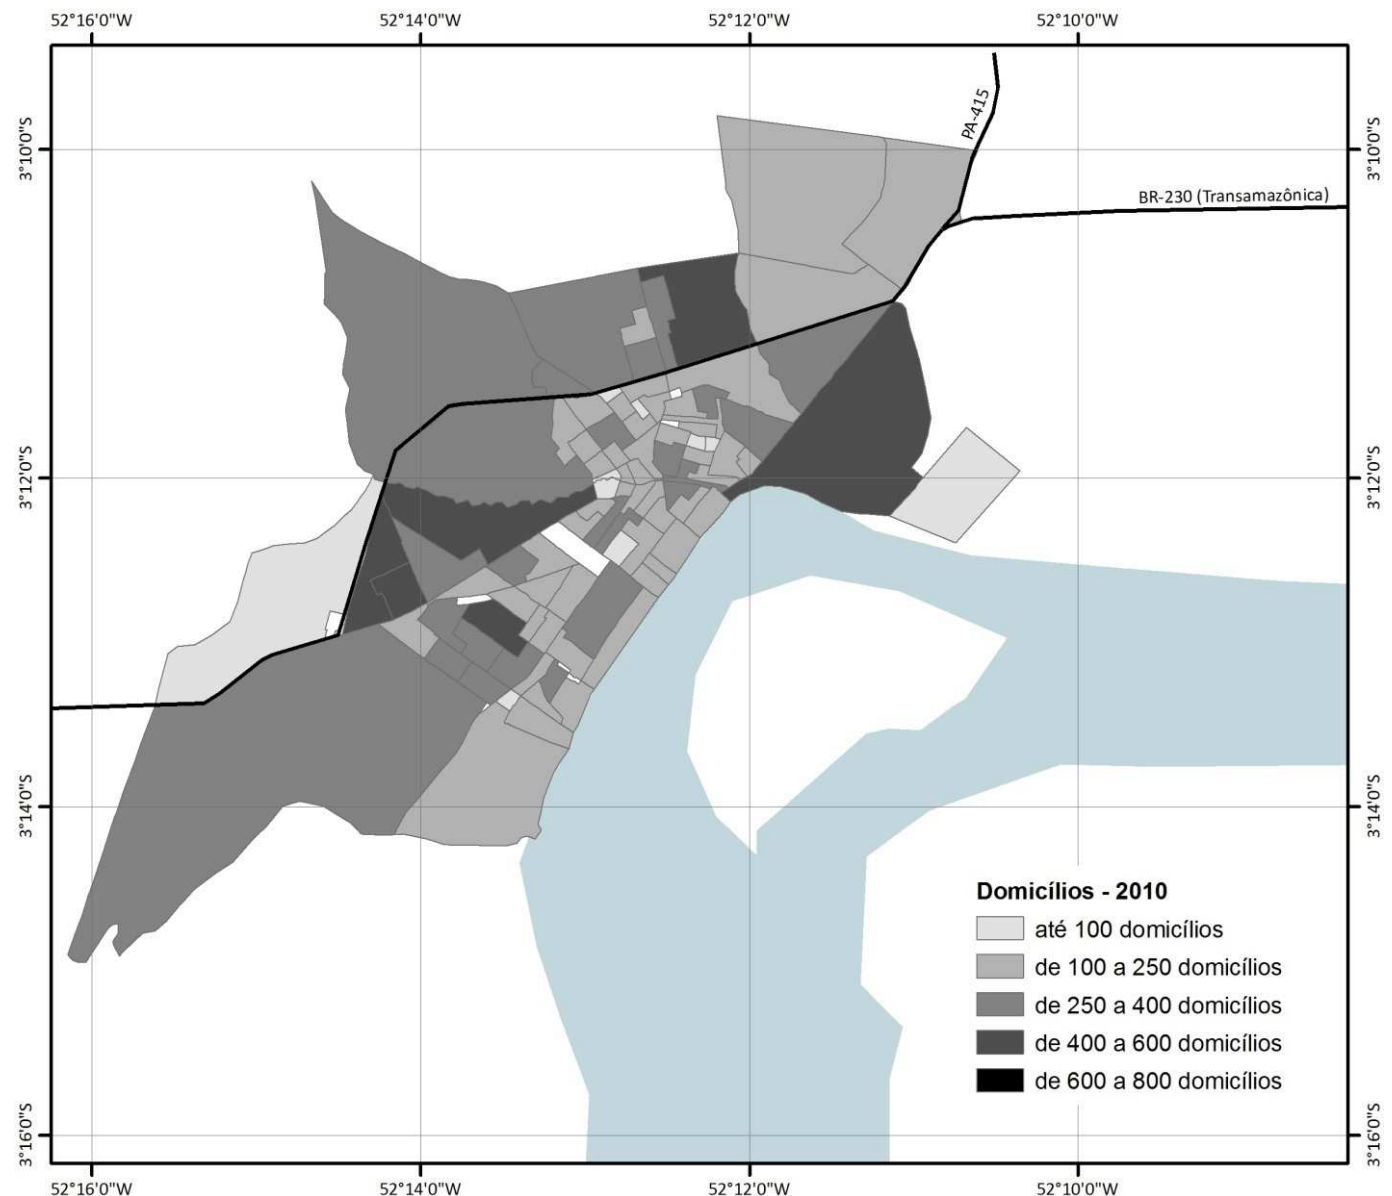 52°16'0"W 52°14'0"W 52°12'0"W 52°10'0"W
3°10'0"S
3°10'0"S
PA-415
BR-230 (Transamazônica)
3°12'0"S
3°12'0"S
3°14'0"S
3°14'0"S
Domicílios - 2010
até 100 domicílios
de 100 a 250 domicílios
de 250 a 400 domicílios
de 400 a 600 domicílios
de 600 a 800 domicílios
3°16'0"S
3°16'0"S
52°16'0"W 52°14'0"W 52°12'0"W 52°10'0"W